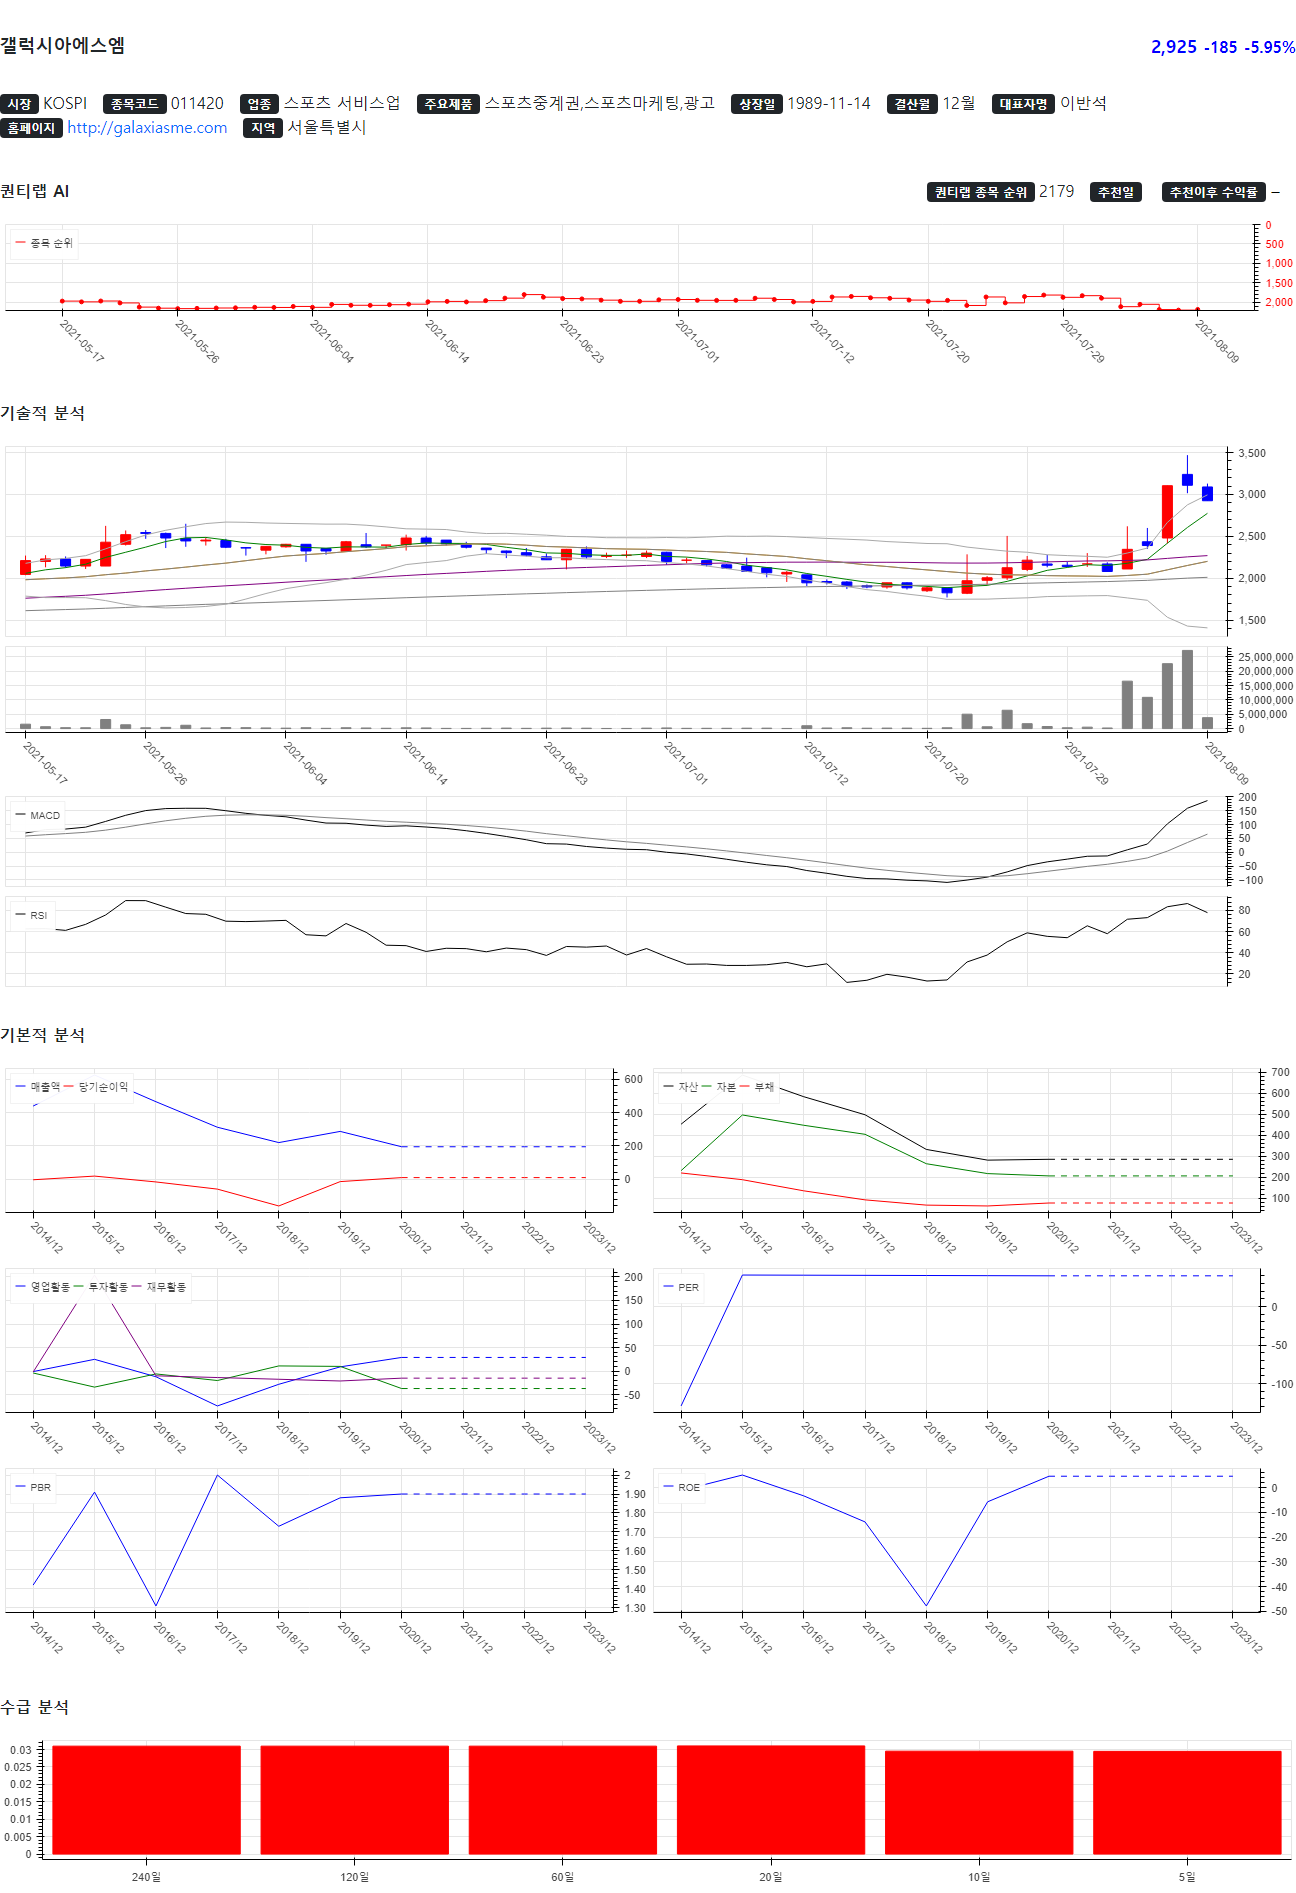 갤럭시아에스엠
2,925 -185 -5.95%
시장 KOSPI 종목코드 011420 업종 스포츠 서비스업 주요제품 스포츠중계권,스포츠마케팅,광고 상장일 1989-11-14 결산월 12월 대표자명 이반석
홈페이지 http://galaxiasme.com 지역 서울특별시
퀀티랩 AI
퀀티랩 종목 순위 2179 추천일 추천이후 수익률 –
종목 순위
0
500
1,000
1,500
2,000
2021-05-17 2021-05-26 2021-06-04 2021-06-14 2021-06-23 2021-07-01 2021-07-12 2021-07-20 2021-07-29 2021-08-09
기술적 분석
3,500
3,000
2,500
2,000
1,500
25,000,000
20,000,000
15,000,000
10,000,000
5,000,000
0
2021-05-17 2021-05-26 2021-06-04 2021-06-14 2021-06-23 2021-07-01 2021-07-12 2021-07-20 2021-07-29 2021-08-09
MACD
200
150
100
50
0
-50
-100
RSI
80
60
40
20
기본적 분석
매출액 당기순이익
600
400
200
0
2014/12 2015/12 2016/12 2017/12 2018/12 2019/12 2020/12 2021/12 2022/12 2023/12
자산 자본 부채
700
600
500
400
300
200
100
2014/12 2015/12 2016/12 2017/12 2018/12 2019/12 2020/12 2021/12 2022/12 2023/12
영업활동 투자활동 재무활동
200
150
100
50
0
-50
2014/12 2015/12 2016/12 2017/12 2018/12 2019/12 2020/12 2021/12 2022/12 2023/12
PER
0
-50
-100
2014/12 2015/12 2016/12 2017/12 2018/12 2019/12 2020/12 2021/12 2022/12 2023/12
PBR
2
1.90
1.80
1.70
1.60
1.50
1.40
1.30
2014/12 2015/12 2016/12 2017/12 2018/12 2019/12 2020/12 2021/12 2022/12 2023/12
ROE
0
-10
-20
-30
-40
-50
2014/12 2015/12 2016/12 2017/12 2018/12 2019/12 2020/12 2021/12 2022/12 2023/12
수급 분석
0.03
0.025
0.02
0.015
0.01
0.005
0
240일 120일 60일 20일 10일 5일